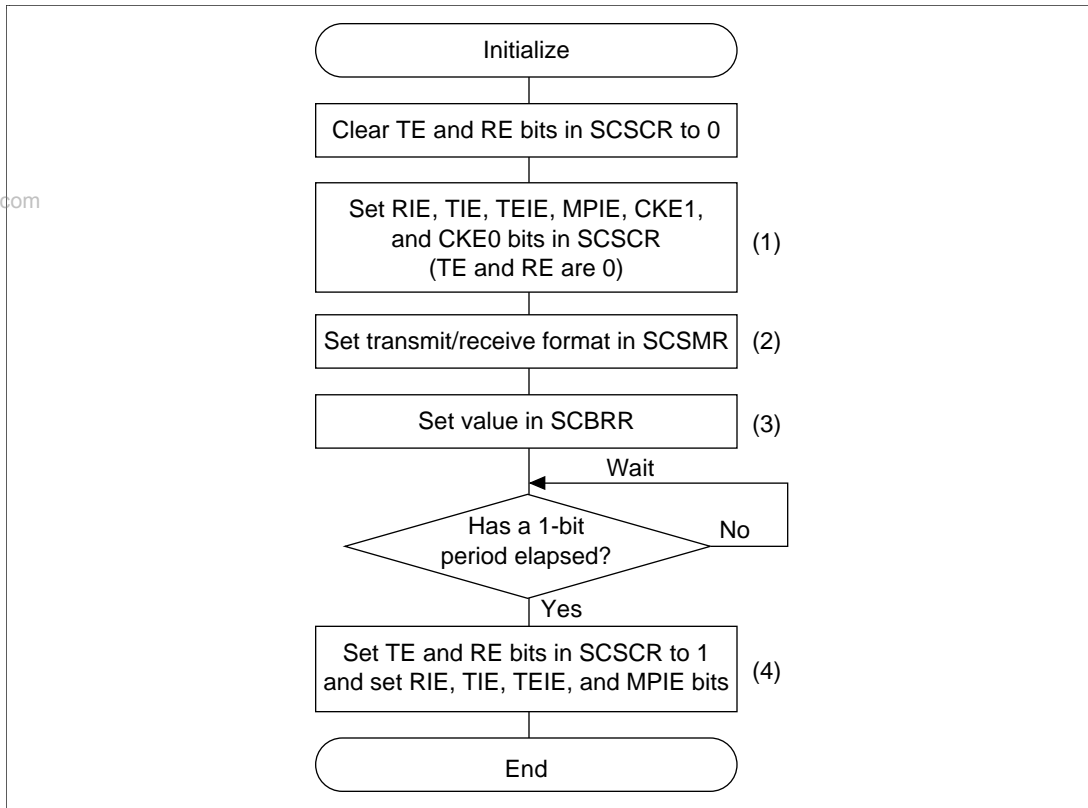 Initialize
Clear TE and RE bits in SCSCR to 0
com
Set RIE, TIE, TEIE, MPIE, CKE1,
and CKE0 bits in SCSCR
(TE and RE are 0)
(1)
Set transmit/receive format in SCSMR
(2)
Set value in SCBRR
(3)
Wait
Has a 1-bit
period elapsed?
No
Yes
Set TE and RE bits in SCSCR to 1
and set RIE, TIE, TEIE, and MPIE bits
(4)
End